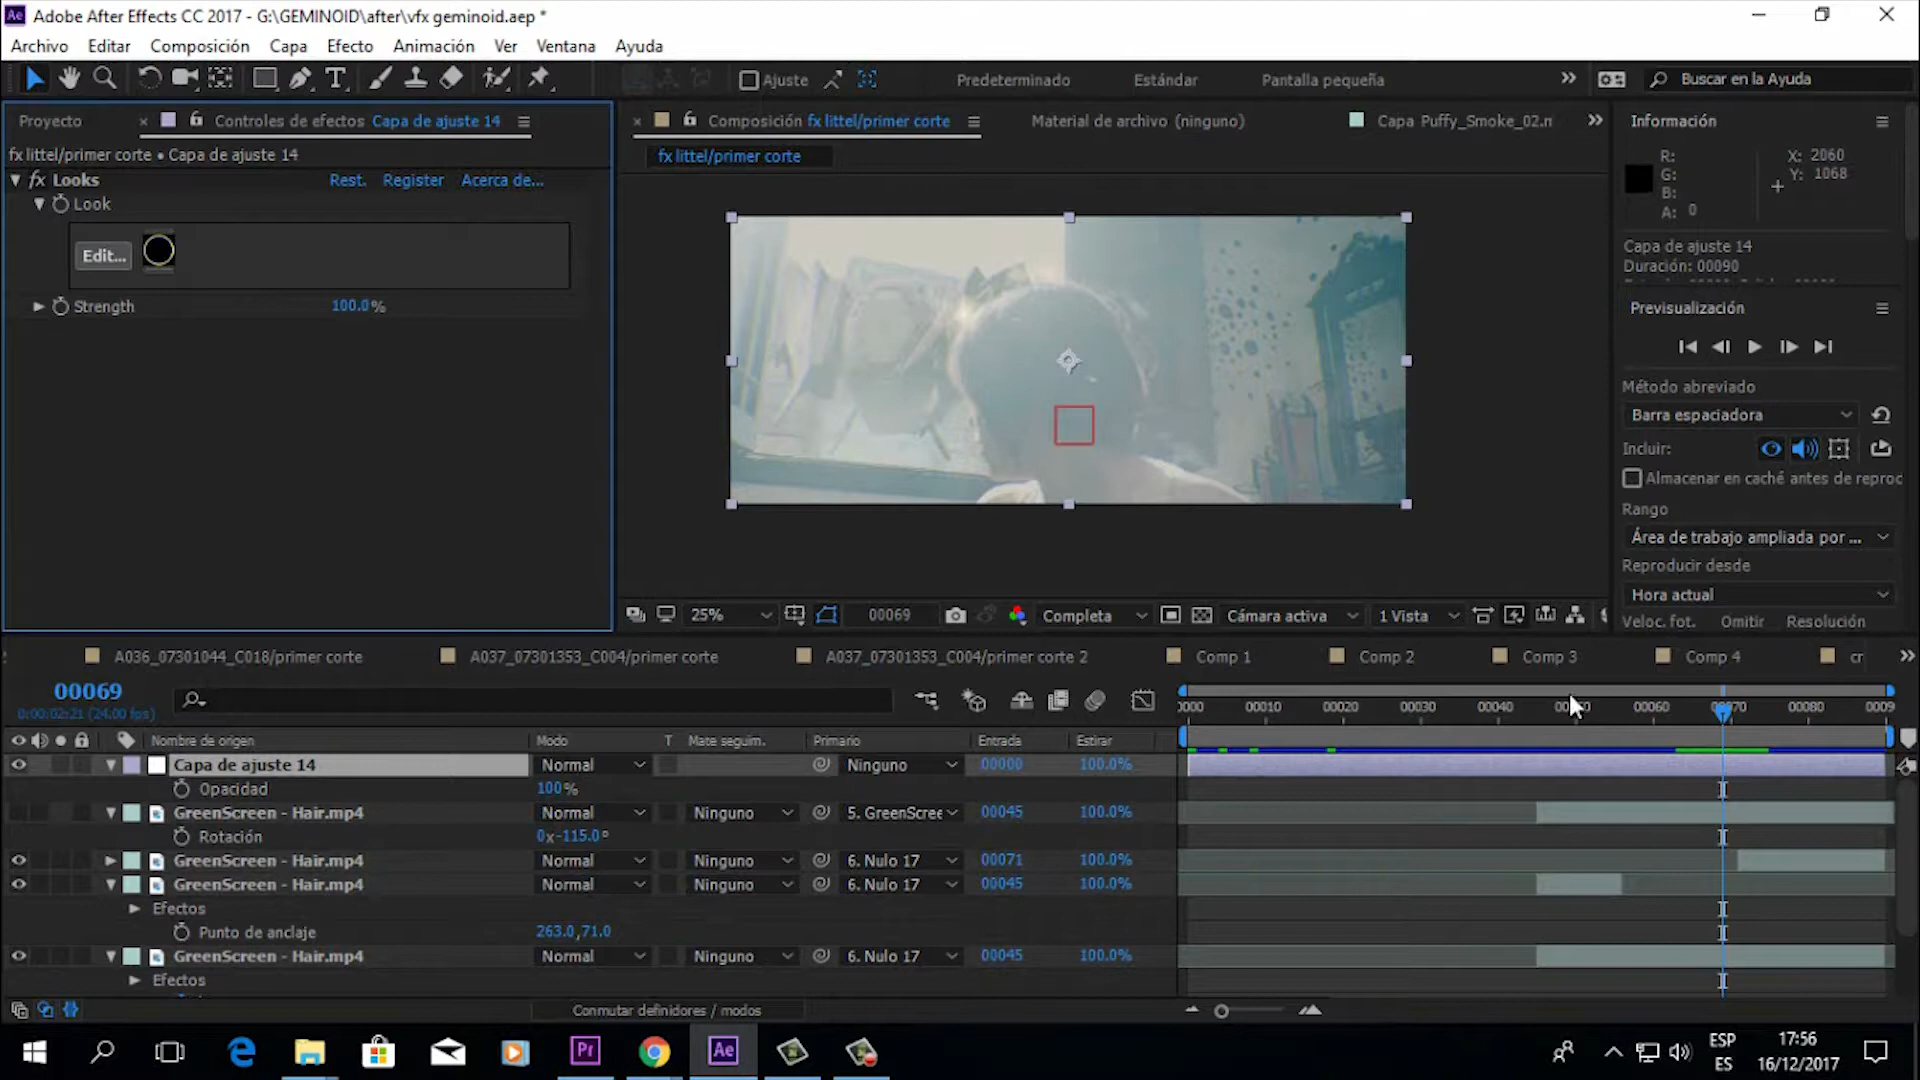 Ae Adobe After Effects CC 2017 - G:\GEMINOID\after\vfx geminoid.aep *
Archivo Editar Composición Capa Efecto Animación Ver Ventana Ayuda
Ajuste Predeterminado Estándar Pantalla pequeña Buscar en la Ayuda
Proyecto × Controles de efectos Capa de ajuste 14
fx littel/primer corte • Capa de ajuste 14
fx Looks Rest. Register Acerca de...
Look
Edit...
Strength 100.0%
× Composición fx littel/primer corte Material de archivo (ninguno) Capa Puffy_Smoke_02.m
fx littel/primer corte
25% 00069 Completa Cámara activa 1 Vista
Información
R: X: 2060
G: Y: 1068
B:
A: 0
Capa de ajuste 14
Duración: 00090
Previsualización
Método abreviado
Barra espaciadora
Incluir:
Almacenar en caché antes de reproc
Rango
Área de trabajo ampliada por ...
Reproducir desde
Hora actual
Veloc. fot. Omitir Resolución
A036_07301044_C018/primer corte A037_07301353_C004/primer corte A037_07301353_C004/primer corte 2 Comp 1 Comp 2 Comp 3 Comp 4 cr
00069
0:00:02:21 (24.00 fps)
0000 00010 00020 00030 00040 00060 00080 0009
Nombre de origen Modo T Mate seguim. Primario Entrada Estirar
Capa de ajuste 14 Normal Ninguno 00000 100.0%
Opacidad 100%
GreenScreen - Hair.mp4 Normal Ninguno 5. GreenScree 00045 100.0%
Rotación 0x-115.0°
GreenScreen - Hair.mp4 Normal Ninguno 6. Nulo 17 00071 100.0%
GreenScreen - Hair.mp4 Normal Ninguno 6. Nulo 17 00045 100.0%
Efectos
Punto de anclaje 263.0,71.0
GreenScreen - Hair.mp4 Normal Ninguno 6. Nulo 17 00045 100.0%
Efectos
Conmutar definidores / modos
Pr Ae
ESP 17:56
ES 16/12/2017